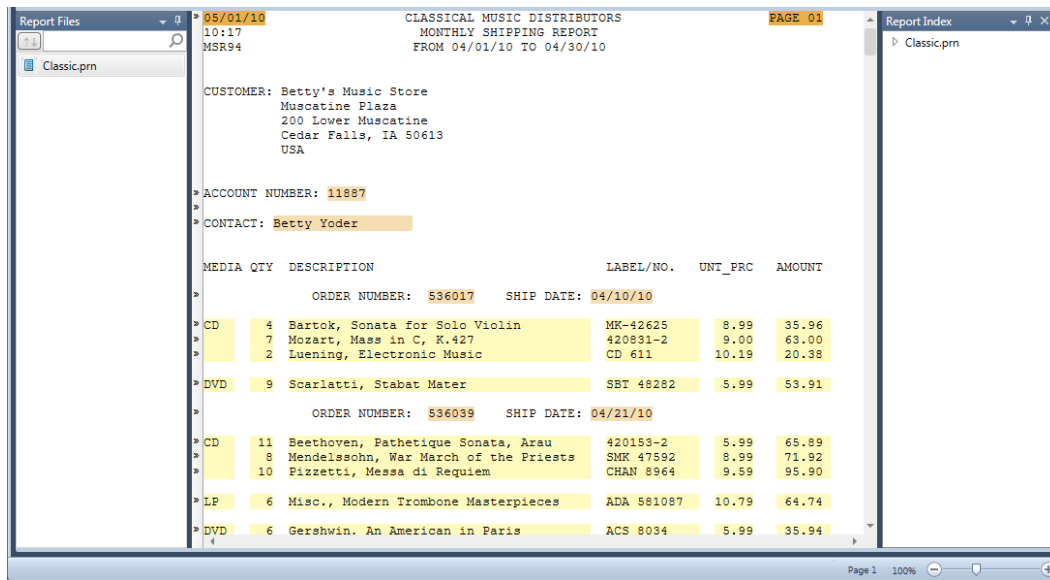 Report Files
Classic.prn
05/01/10 CLASSICAL MUSIC DISTRIBUTORS PAGE 01
10:17 MONTHLY SHIPPING REPORT
MSR94 FROM 04/01/10 TO 04/30/10
CUSTOMER: Betty's Music Store
Muscatine Plaza
200 Lower Muscatine
Cedar Falls, IA 50613
USA
ACCOUNT NUMBER: 11887
CONTACT: Betty Yoder
MEDIA QTY DESCRIPTION LABEL/NO. UNT_PRC AMOUNT
ORDER NUMBER: 536017 SHIP DATE: 04/10/10
CD 4 Bartok, Sonata for Solo Violin MK-42625 8.99 35.96
7 Mozart, Mass in C, K.427 420831-2 9.00 63.00
2 Luening, Electronic Music CD 611 10.19 20.38
DVD 9 Scarlatti, Stabat Mater SBT 48282 5.99 53.91
ORDER NUMBER: 536039 SHIP DATE: 04/21/10
CD 11 Beethoven, Pathetique Sonata, Arau 420153-2 5.99 65.89
8 Mendelssohn, War March of the Priests SMK 47592 8.99 71.92
10 Pizzetti, Messa di Requiem CHAN 8964 9.59 95.90
LP 6 Misc., Modern Trombone Masterpieces ADA 581087 10.79 64.74
DVD 6 Gershwin, An American in Paris ACS 8034 5.99 35.94
Report Index
Classic.prn
Page 1 100%